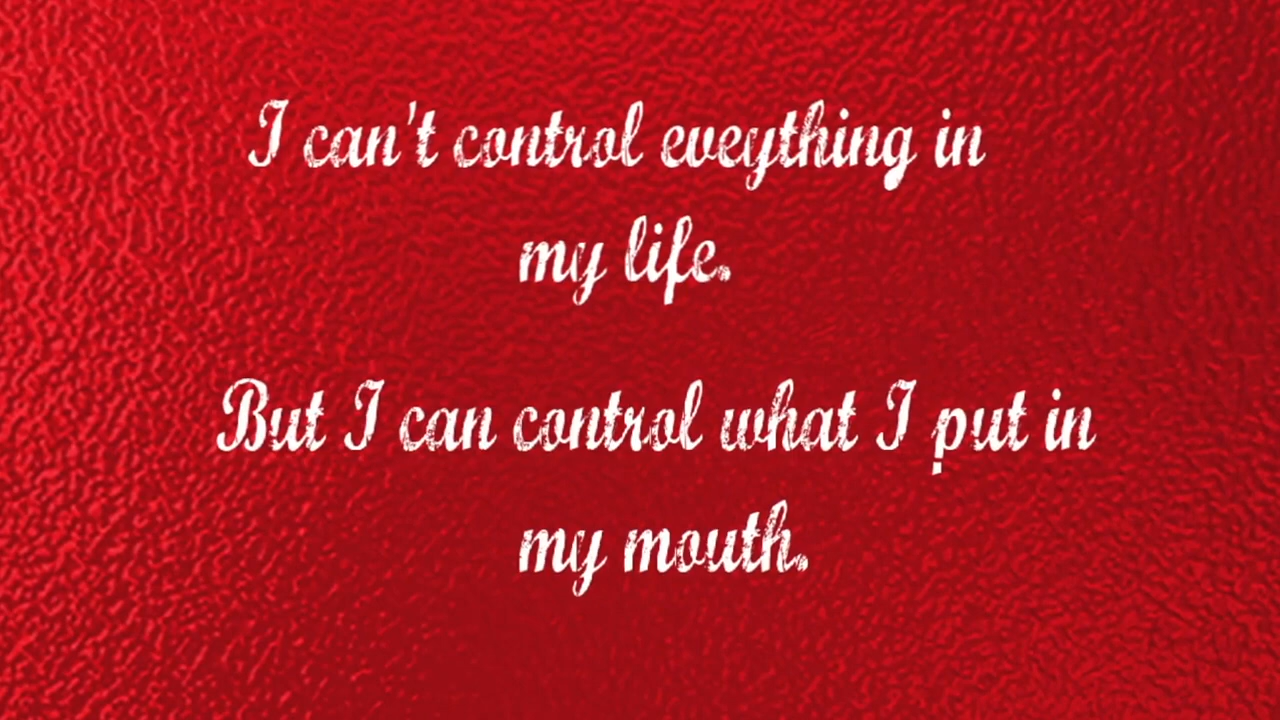 I can't control eveything in
my life.
But I can control what I put in
my mouth.